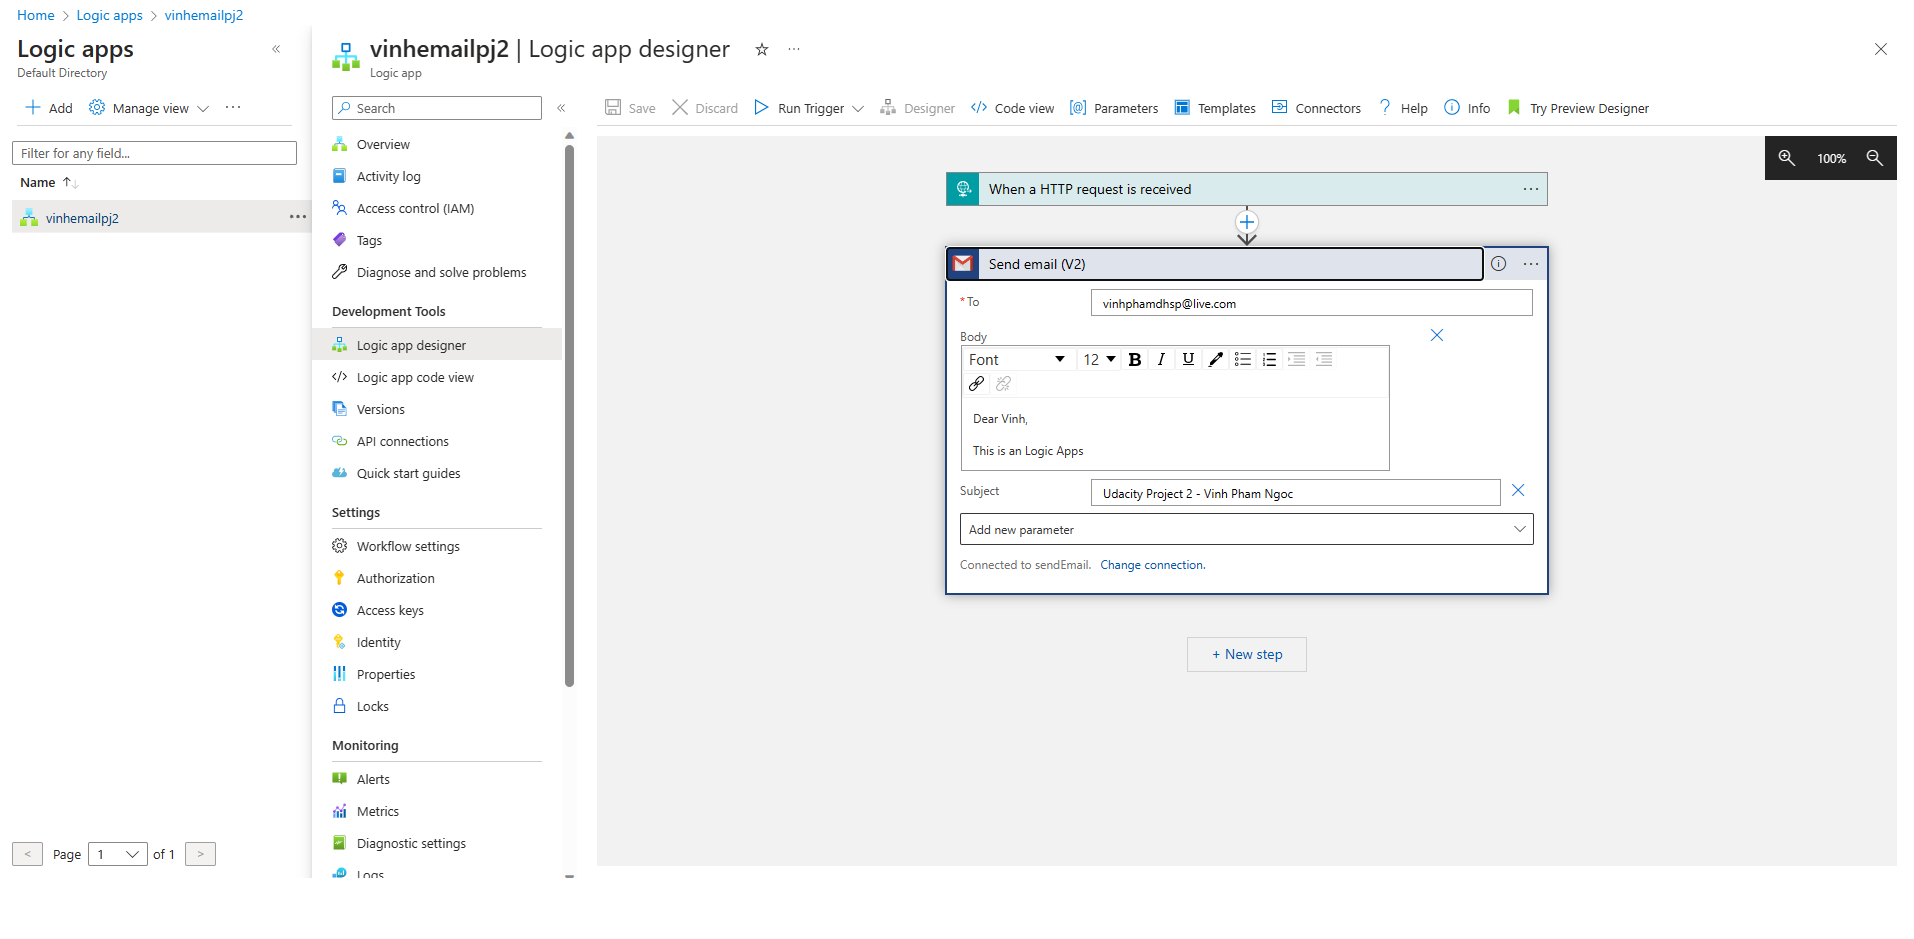 Home > Logic apps > vinhemailpj2
Logic apps
Default Directory
Add Manage view
Filter for any field...
Name
vinhemailpj2
< Page 1 of 1 >
vinhemailpj2 | Logic app designer
Logic app
Search
Overview
Activity log
Access control (IAM)
Tags
Diagnose and solve problems
Development Tools
Logic app designer
Logic app code view
Versions
API connections
Quick start guides
Settings
Workflow settings
Authorization
Access keys
Identity
Properties
Locks
Monitoring
Alerts
Metrics
Diagnostic settings
Logs
Save Discard Run Trigger Designer Code view Parameters Templates Connectors Help Info Try Preview Designer
100%
When a HTTP request is received
Send email (V2)
*To vinhphamdhsp@live.com
Body
Font 12 B I U
Dear Vinh,
This is an Logic Apps
Subject Udacity Project 2 - Vinh Pham Ngoc
Add new parameter
Connected to sendEmail. Change connection.
+ New step